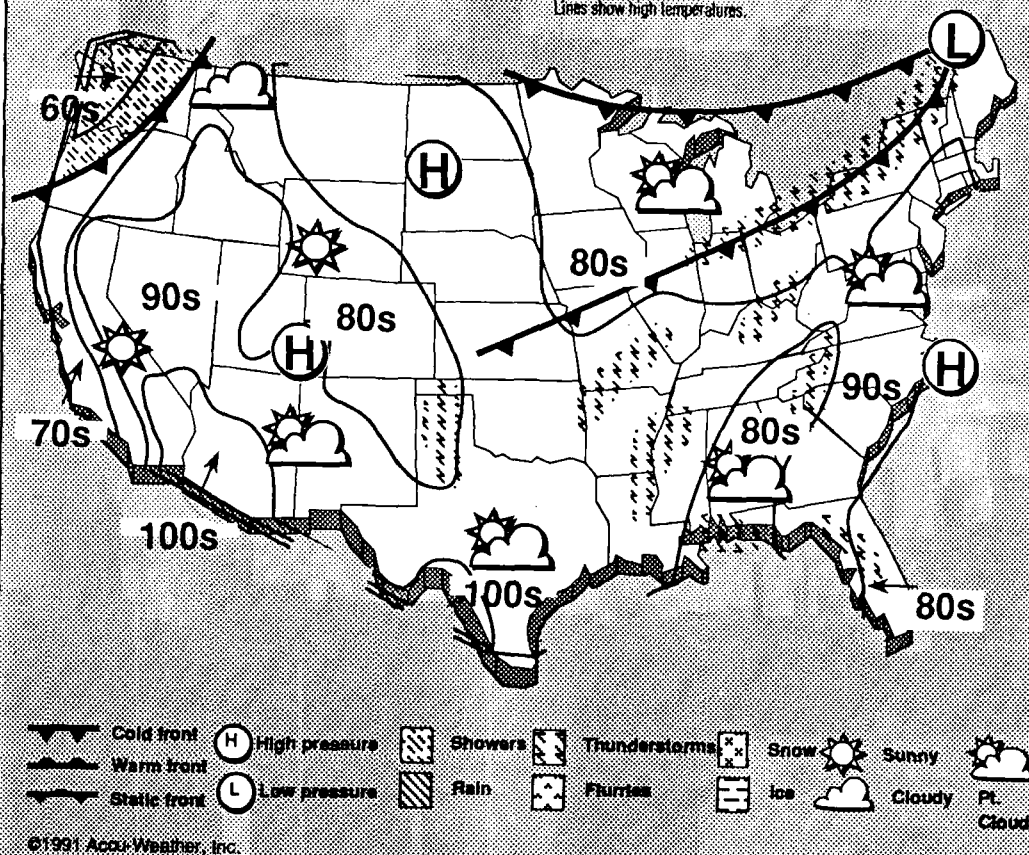 Lines show high temperatures.
L
60s
H
80s
90s
80s
H
H
90s
70s
80s
100s
100s
80s
Cold front
H High pressure
Showers
Thunderstorms
Snow
Sunny
Warm front
Static front
L Low pressure
Rain
Flurries
Ice
Cloudy
Pt.
©1991 Accu-Weather, Inc.